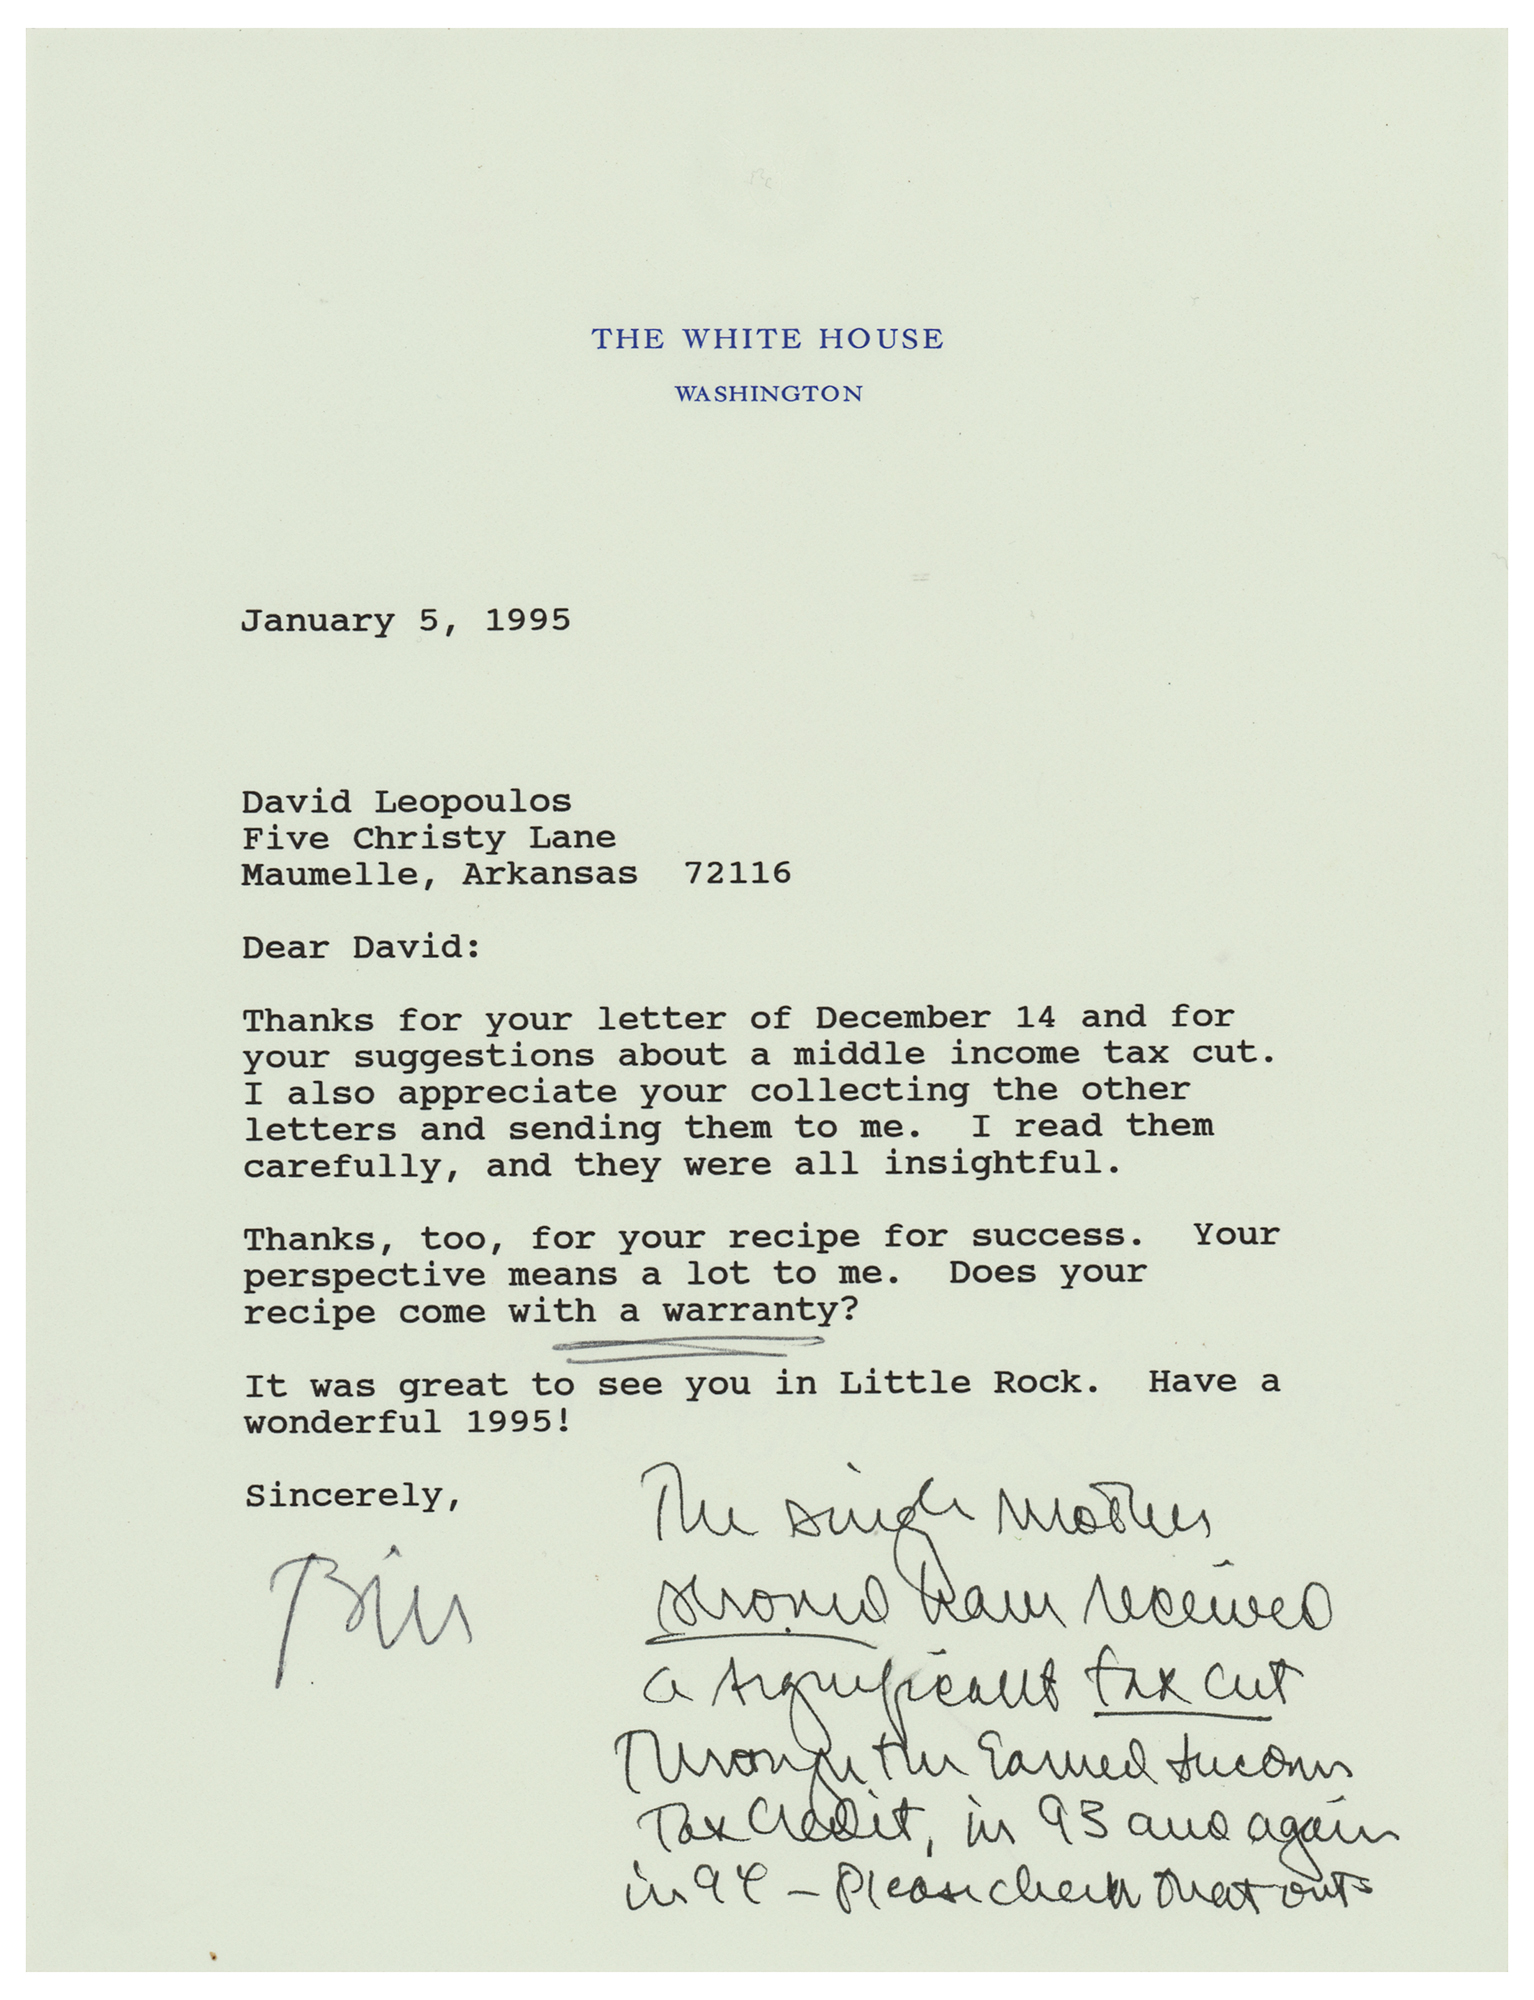 THE WHITE HOUSE
WASHINGTON
January 5, 1995
David Leopoulos
Five Christy Lane
Maumelle, Arkansas 72116
Dear David:
Thanks for your letter of December 14 and for
your suggestions about a middle income tax cut.
I also appreciate your collecting the other
letters and sending them to me. I read them
carefully, and they were all insightful.
Thanks, too, for your recipe for success. Your
perspective means a lot to me. Does your
recipe come with a warranty?
It was great to see you in Little Rock. Have a
wonderful 1995!
Sincerely,
Bill
The single mother
should have received
a significant tax cut
through the Earned Income
Tax Credit, in 93 and again
in 94 – Please check that out